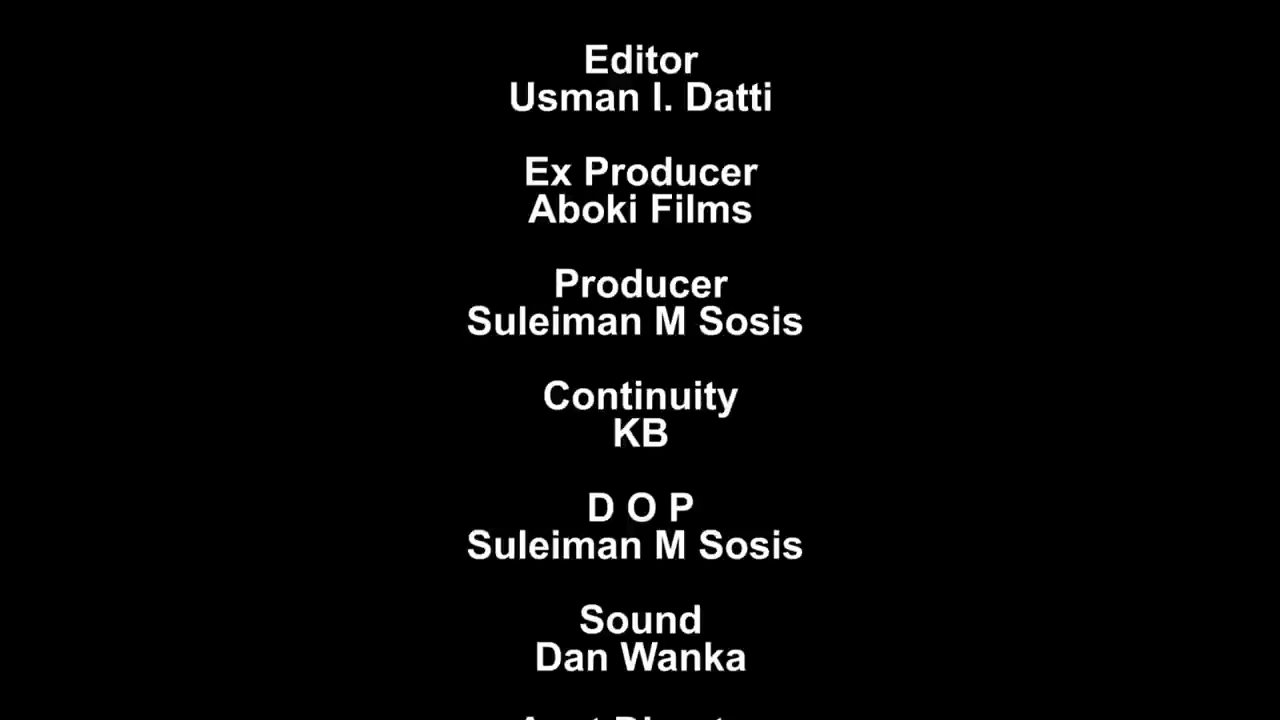 Editor
Usman I. Datti
Ex Producer
Aboki Films
Producer
Suleiman M Sosis
Continuity
KB
D O P
Suleiman M Sosis
Sound
Dan Wanka